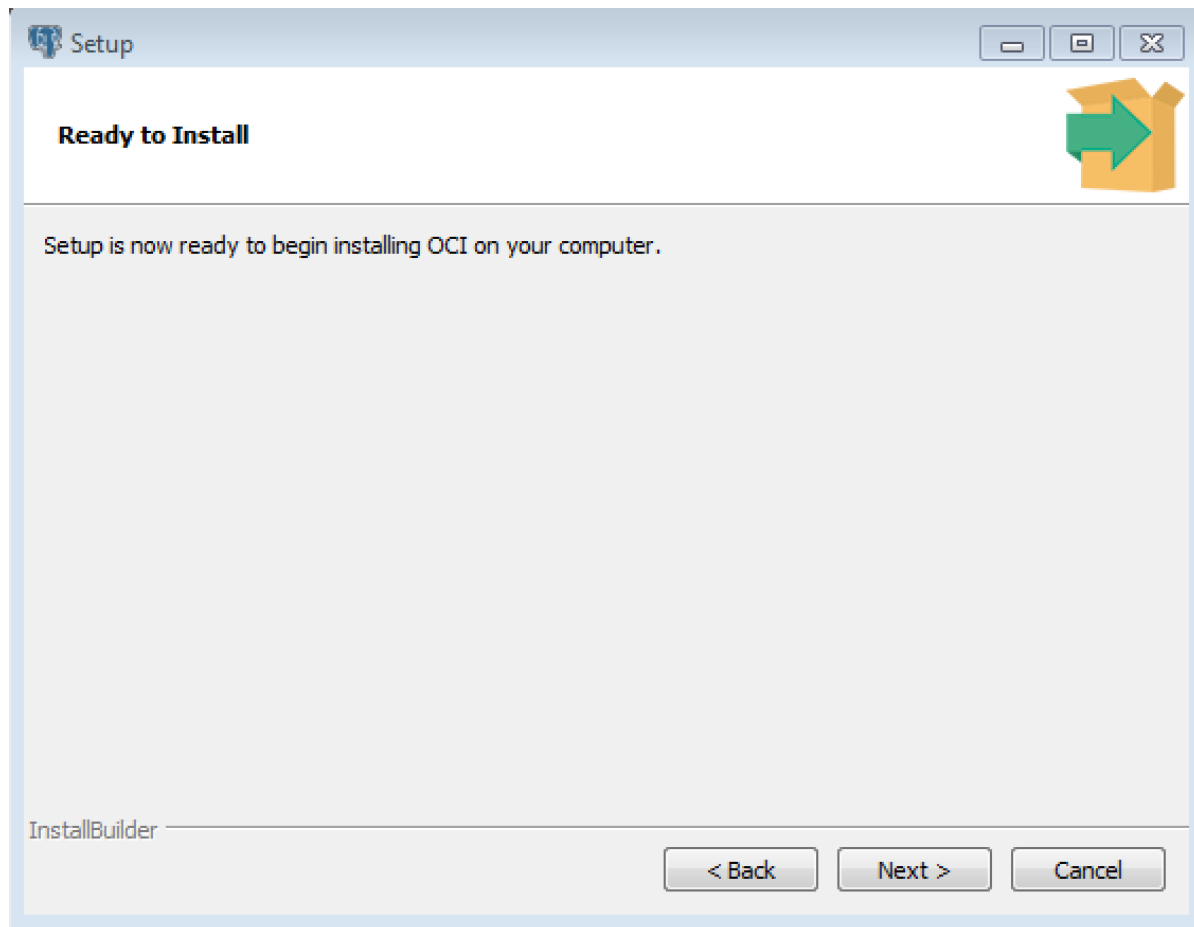 Setup
Ready to Install
Setup is now ready to begin installing OCI on your computer.
InstallBuilder
< Back
Next >
Cancel